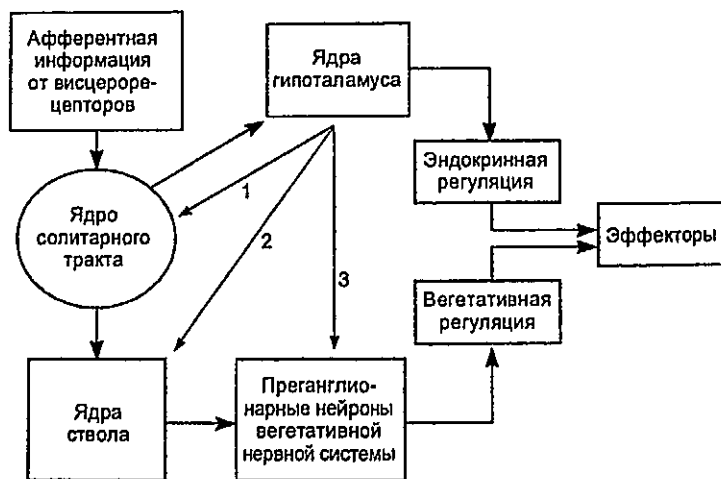 Афферентная
информация
от висцероре-
цепторов
Ядра
гипоталамуса
Эндокринная
регуляция
1
Ядро
солитарного
тракта
2
3
Эффекторы
Вегетативная
регуляция
Ядра
ствола
Преганглио-
нарные нейроны
вегетативной
нервной системы